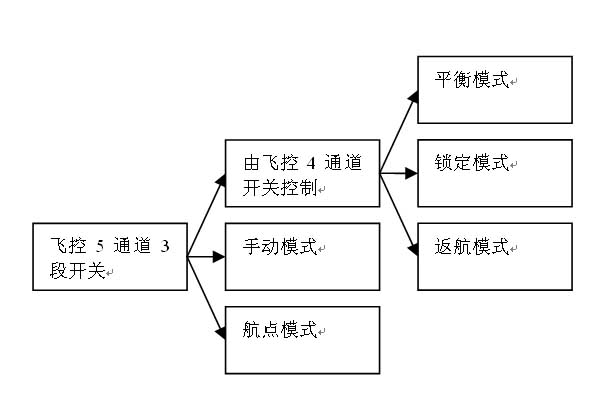 平衡模式
由飞控 4 通道
开关控制
锁定模式
飞控 5 通道 3
段开关
手动模式
返航模式
航点模式